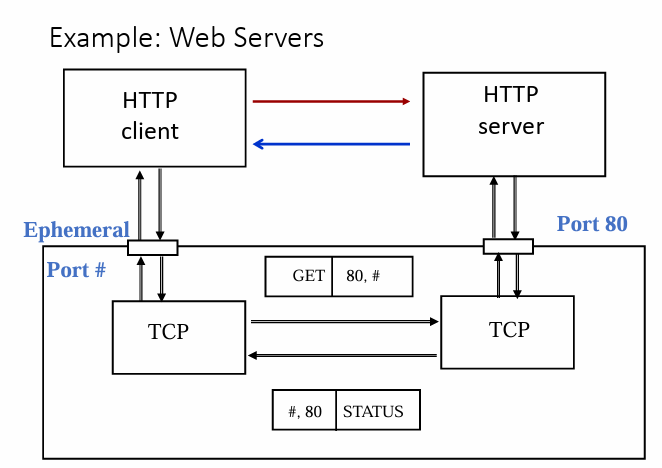 Example: Web Servers
HTTP
client
HTTP
server
Ephemeral
Port #
Port 80
GET 80, #
TCP
TCP
#, 80 STATUS